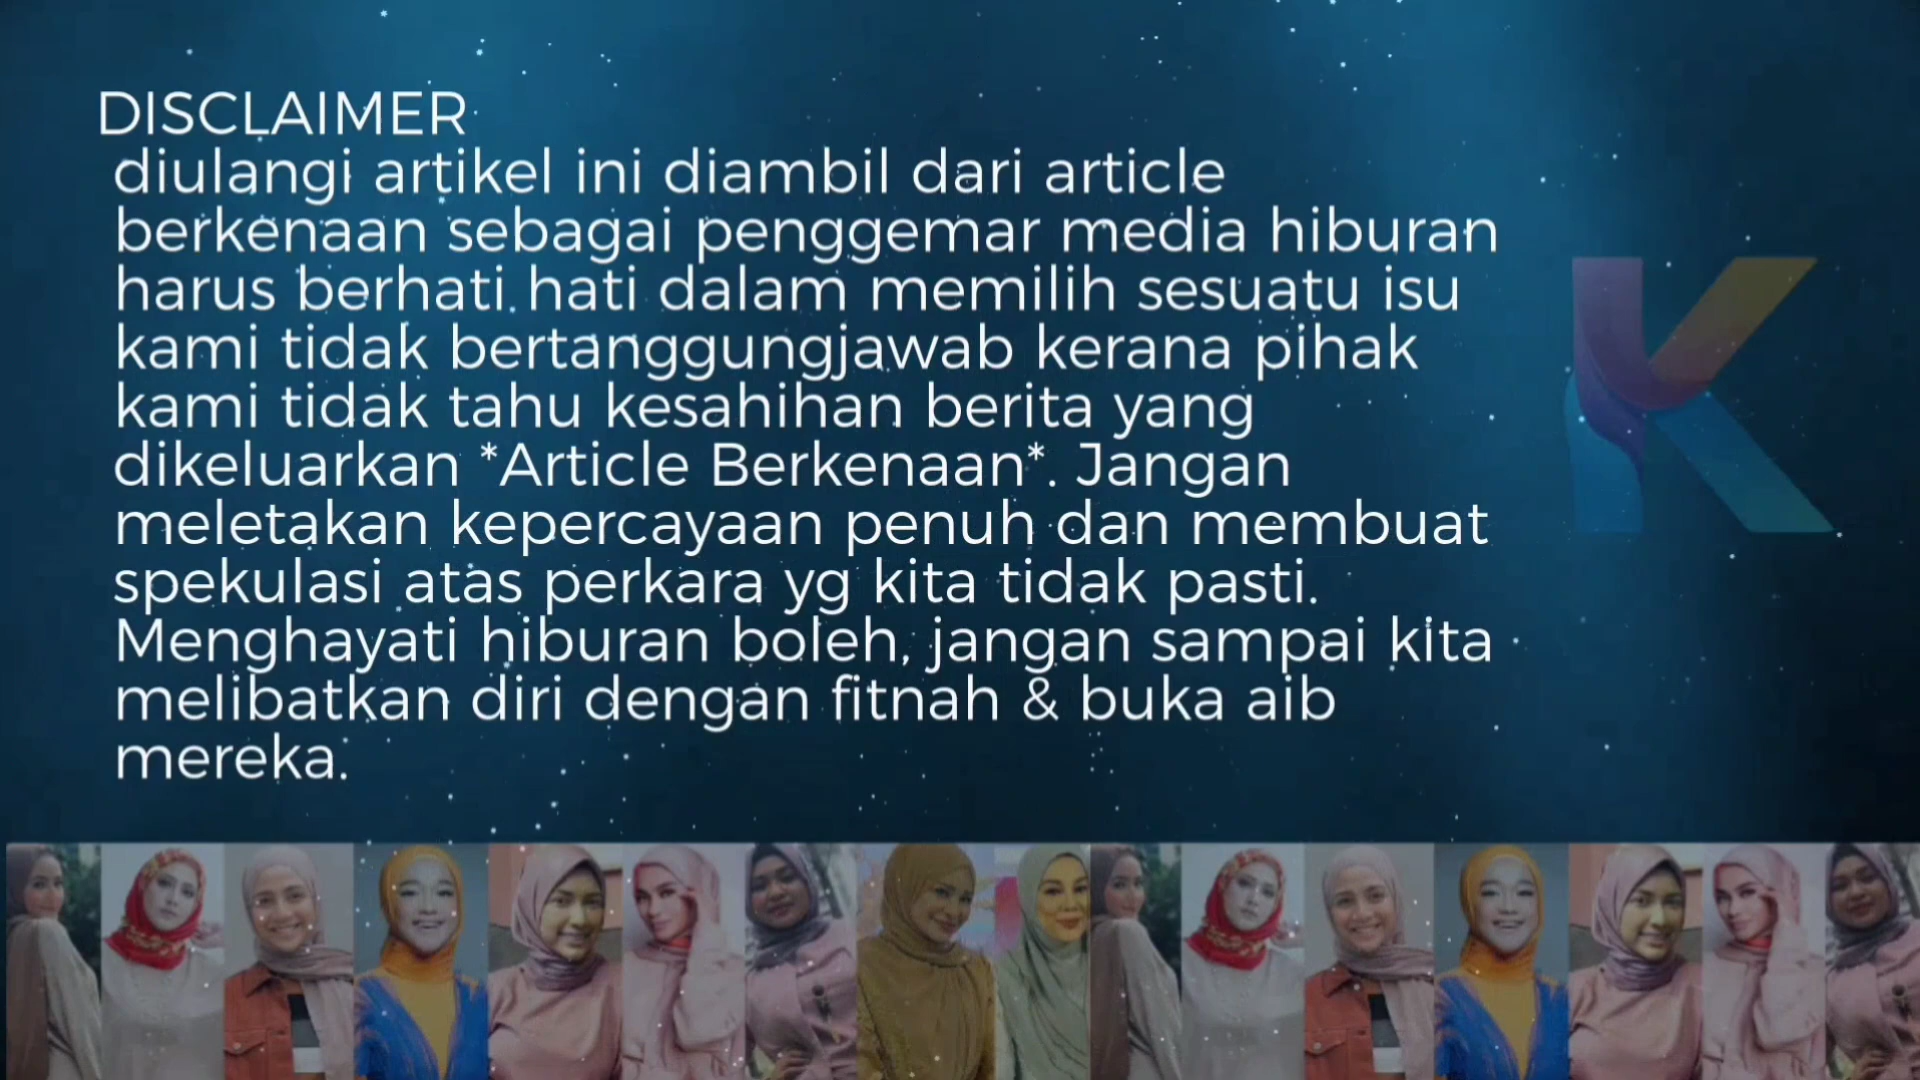 DISCLAIMER
diulangi artikel ini diambil dari article
berkenaan sebagai penggemar media hiburan
harus berhati hati dalam memilih sesuatu isu
kami tidak bertanggungjawab kerana pihak
kami tidak tahu kesahihan berita yang
dikeluarkan *Article Berkenaan*. Jangan
meletakan kepercayaan penuh dan membuat
spekulasi atas perkara yg kita tidak pasti.
Menghayati hiburan boleh, jangan sampai kita
melibatkan diri dengan fitnah & buka aib
mereka.
K